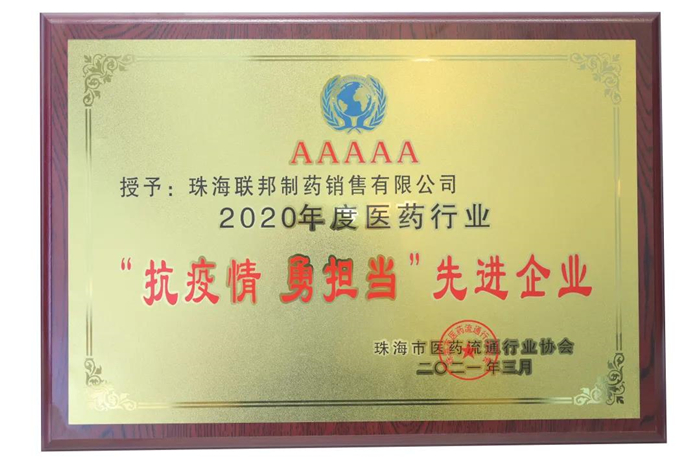 AAAAA
授予：珠海联邦制药销售有限公司
2020年度医药行业
“抗疫情 勇担当”先进企业
珠海市医药流通行业协会
二〇二一年三月